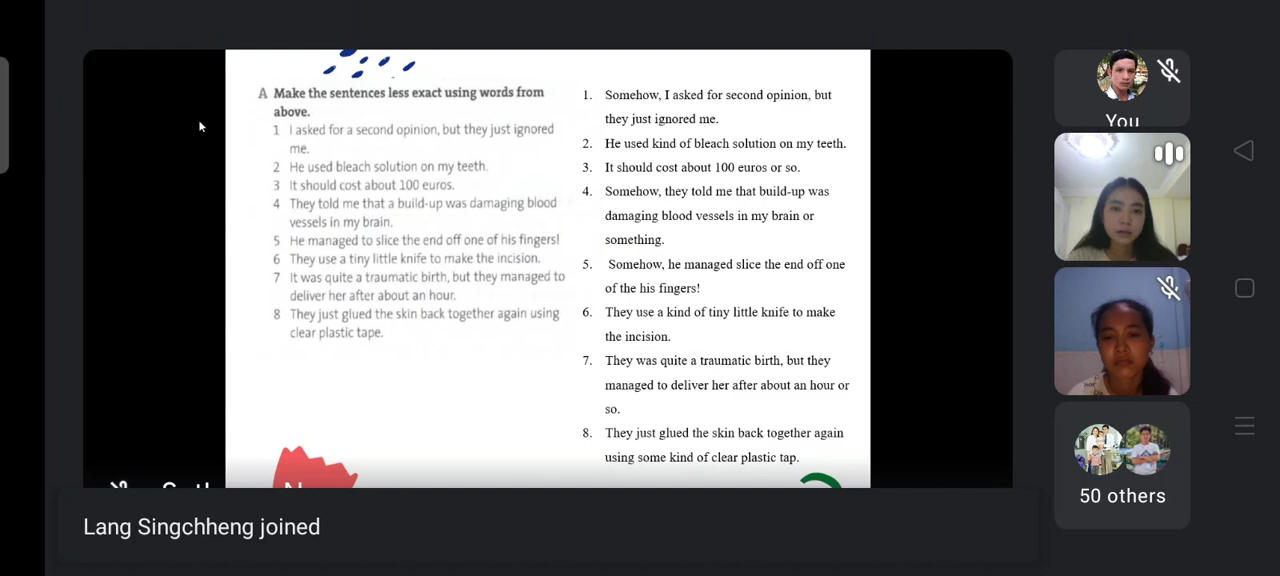 A Make the sentences less exact using words from
above.
1 I asked for a second opinion, but they just ignored
me.
2 He used bleach solution on my teeth.
3 It should cost about 100 euros.
4 They told me that a build-up was damaging blood
vessels in my brain.
5 He managed to slice the end off one of his fingers!
6 They use a tiny little knife to make the incision.
7 It was quite a traumatic birth, but they managed to
deliver her after about an hour.
8 They just glued the skin back together again using
clear plastic tape.
1. Somehow, I asked for second opinion, but
they just ignored me.
2. He used kind of bleach solution on my teeth.
3. It should cost about 100 euros or so.
4. Somehow, they told me that build-up was
damaging blood vessels in my brain or
something.
5. Somehow, he managed slice the end off one
of the his fingers!
6. They use a kind of tiny little knife to make
the incision.
7. They was quite a traumatic birth, but they
managed to deliver her after about an hour or
so.
8. They just glued the skin back together again
using some kind of clear plastic tap.
You
50 others
Lang Singchheng joined